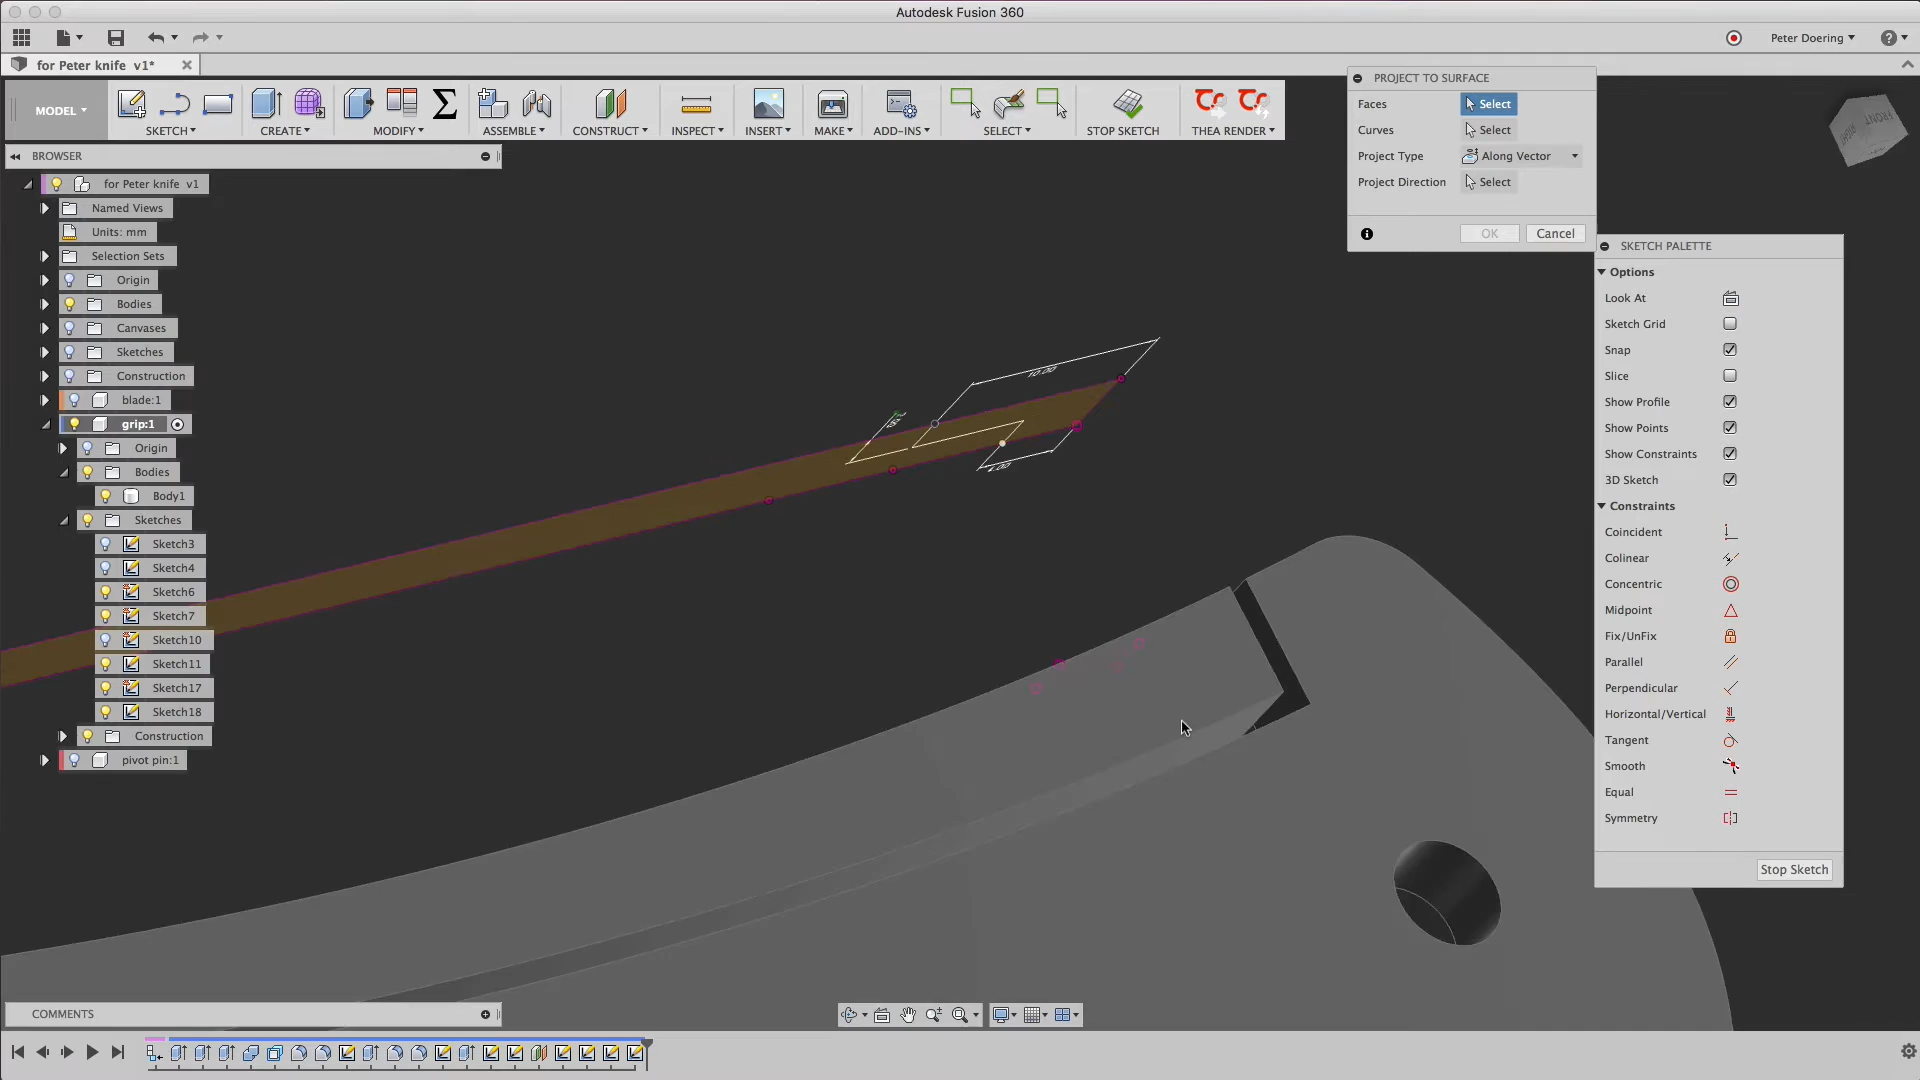 Autodesk Fusion 360
Peter Doering
for Peter knife v1*
MODEL
SKETCH
CREATE
MODIFY
ASSEMBLE
CONSTRUCT
INSPECT
INSERT
MAKE
ADD-INS
SELECT
STOP SKETCH
THEA RENDER
PROJECT TO SURFACE
Faces Select
Curves Select
Project Type Along Vector
Project Direction Select
OK Cancel
FRONT
RIGHT
BROWSER
for Peter knife v1
Named Views
Units: mm
Selection Sets
Origin
Bodies
Canvases
Sketches
Construction
blade:1
grip:1
Origin
Bodies
Body1
Sketches
Sketch3
Sketch4
Sketch6
Sketch7
Sketch10
Sketch11
Sketch17
Sketch18
Construction
pivot pin:1
10.00
SKETCH PALETTE
Options
Look At
Sketch Grid
Snap
Slice
Show Profile
Show Points
Show Constraints
3D Sketch
Constraints
Coincident
Colinear
Concentric
Midpoint
Fix/UnFix
Parallel
Perpendicular
Horizontal/Vertical
Tangent
Smooth
Equal
Symmetry
Stop Sketch
COMMENTS